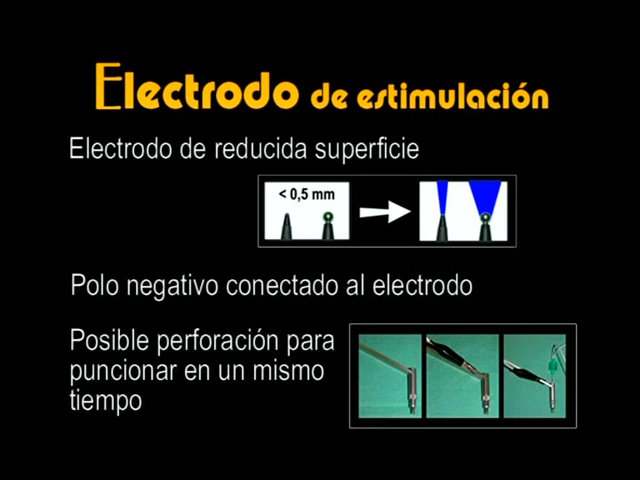 Electrodo de estimulación
Electrodo de reducida superficie
< 0,5 mm
Polo negativo conectado al electrodo
Posible perforación para
puncionar en un mismo
tiempo